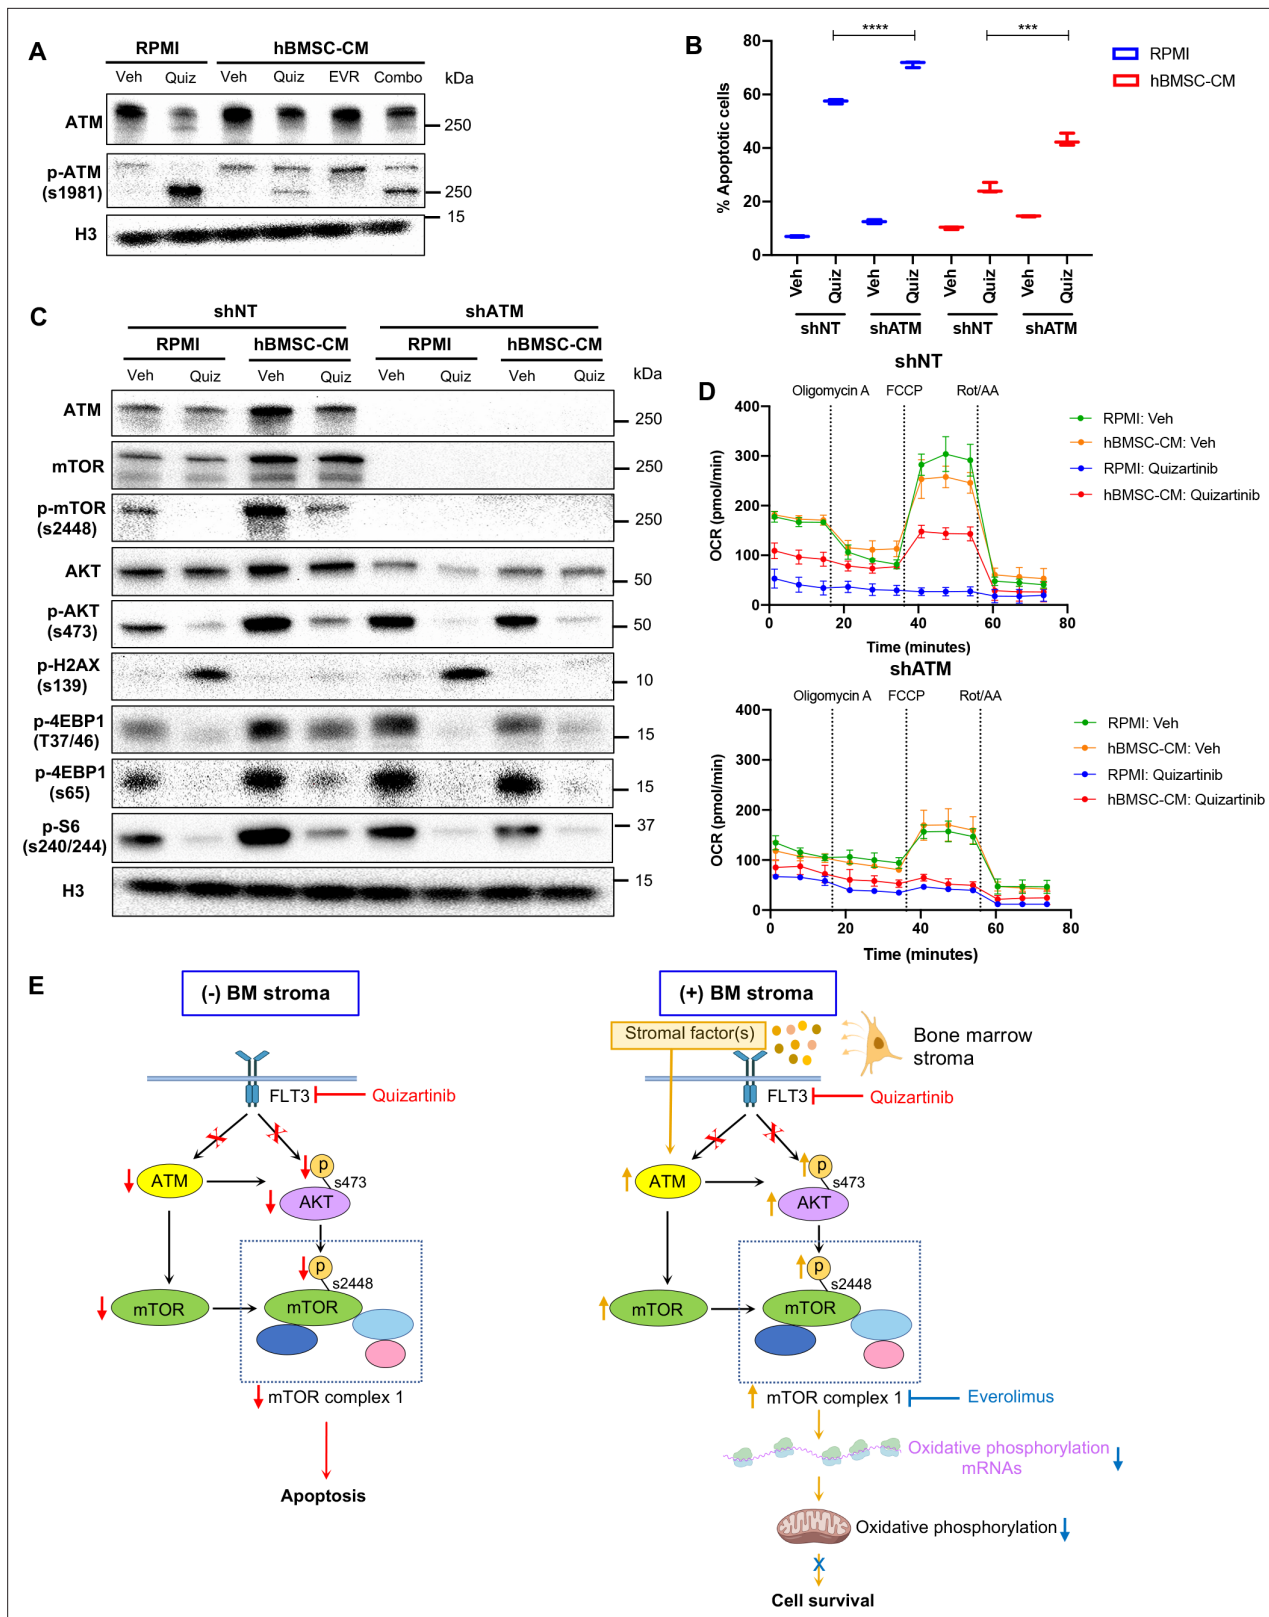 A
RPMI hBMSC-CM
Veh Quiz Veh Quiz EVR Combo kDa
ATM
250
p-ATM
(s1981)
250
15
H3
B
% Apoptotic cells
80
60
40
20
0
**** ***
RPMI
hBMSC-CM
Veh Quiz Veh Quiz Veh Quiz Veh Quiz
shNT shATM shNT shATM
C
shNT shATM
RPMI hBMSC-CM RPMI hBMSC-CM
Veh Quiz Veh Quiz Veh Quiz Veh Quiz kDa
ATM
250
mTOR
250
p-mTOR
(s2448)
250
AKT
50
p-AKT
(s473)
50
p-H2AX
(s139)
10
p-4EBP1
(T37/46)
15
p-4EBP1
(s65)
15
p-S6
(s240/244)
37
H3
15
D
shNT
Oligomycin A FCCP Rot/AA
OCR (pmol/min)
400
300
200
100
0
0 20 40 60 80
Time (minutes)
RPMI: Veh
hBMSC-CM: Veh
RPMI: Quizartinib
hBMSC-CM: Quizartinib
shATM
Oligomycin A FCCP Rot/AA
OCR (pmol/min)
400
300
200
100
0
0 20 40 60 80
Time (minutes)
RPMI: Veh
hBMSC-CM: Veh
RPMI: Quizartinib
hBMSC-CM: Quizartinib
E
(-) BM stroma
FLT3
Quizartinib
ATM
p
s473
AKT
p
s2448
mTOR
mTOR
mTOR complex 1
Apoptosis
(+) BM stroma
Stromal factor(s)
Bone marrow
stroma
FLT3
Quizartinib
ATM
p
s473
AKT
p
s2448
mTOR
mTOR
mTOR complex 1
Everolimus
Oxidative phosphorylation
mRNAs
Oxidative phosphorylation
X
Cell survival